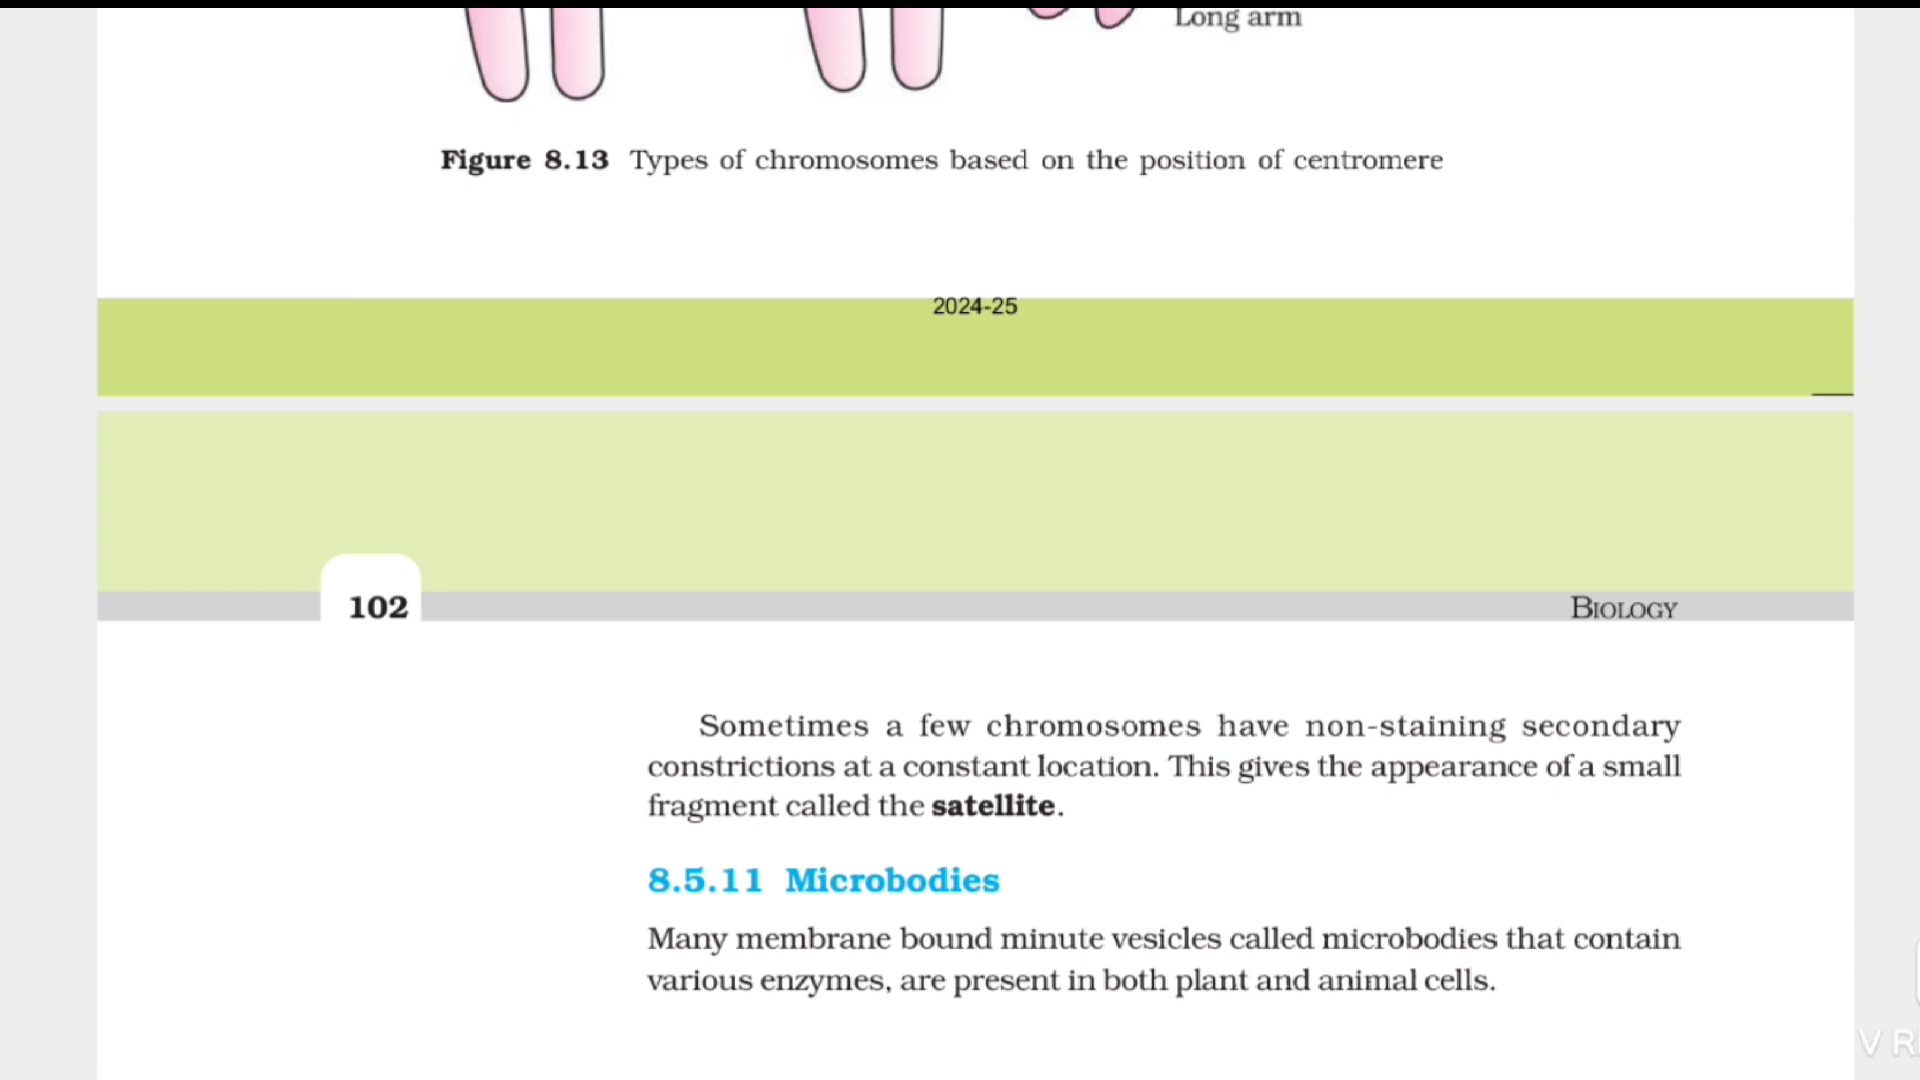 Long arm
Figure 8.13 Types of chromosomes based on the position of centromere
2024-25
102
BIOLOGY
Sometimes a few chromosomes have non-staining secondary
constrictions at a constant location. This gives the appearance of a small
fragment called the satellite.
8.5.11 Microbodies
Many membrane bound minute vesicles called microbodies that contain
various enzymes, are present in both plant and animal cells.